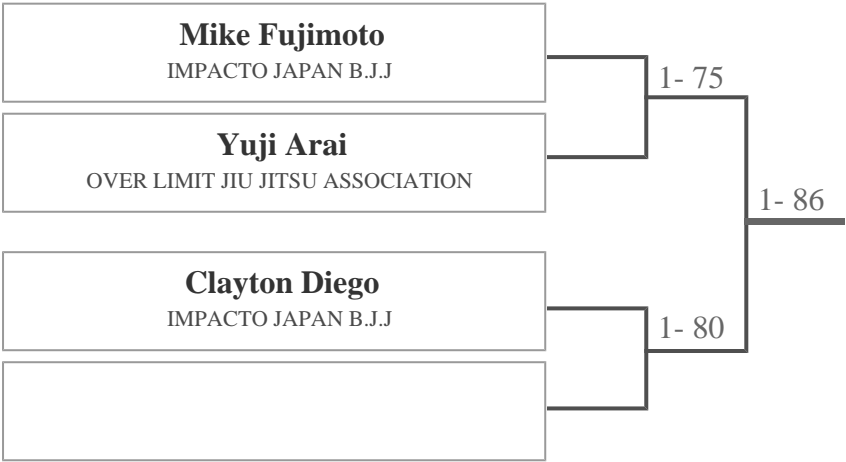 Mike Fujimoto
IMPACTO JAPAN B.J.J
1- 75
Yuji Arai
OVER LIMIT JIU JITSU ASSOCIATION
1- 86
Clayton Diego
IMPACTO JAPAN B.J.J
1- 80